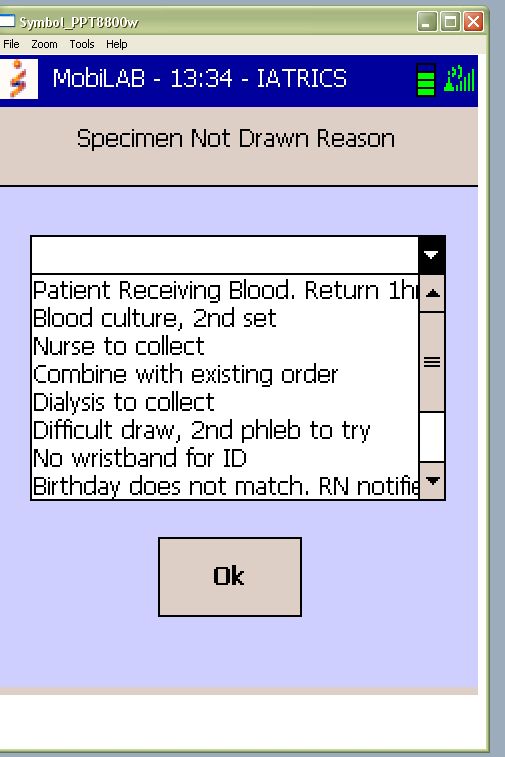 Symbol_PPT8800w
File Zoom Tools Help
MobiLAB - 13:34 - IATRICS
Specimen Not Drawn Reason
Patient Receiving Blood. Return 1h
Blood culture, 2nd set
Nurse to collect
Combine with existing order
Dialysis to collect
Difficult draw, 2nd phleb to try
No wristband for ID
Birthday does not match. RN notifie
Ok